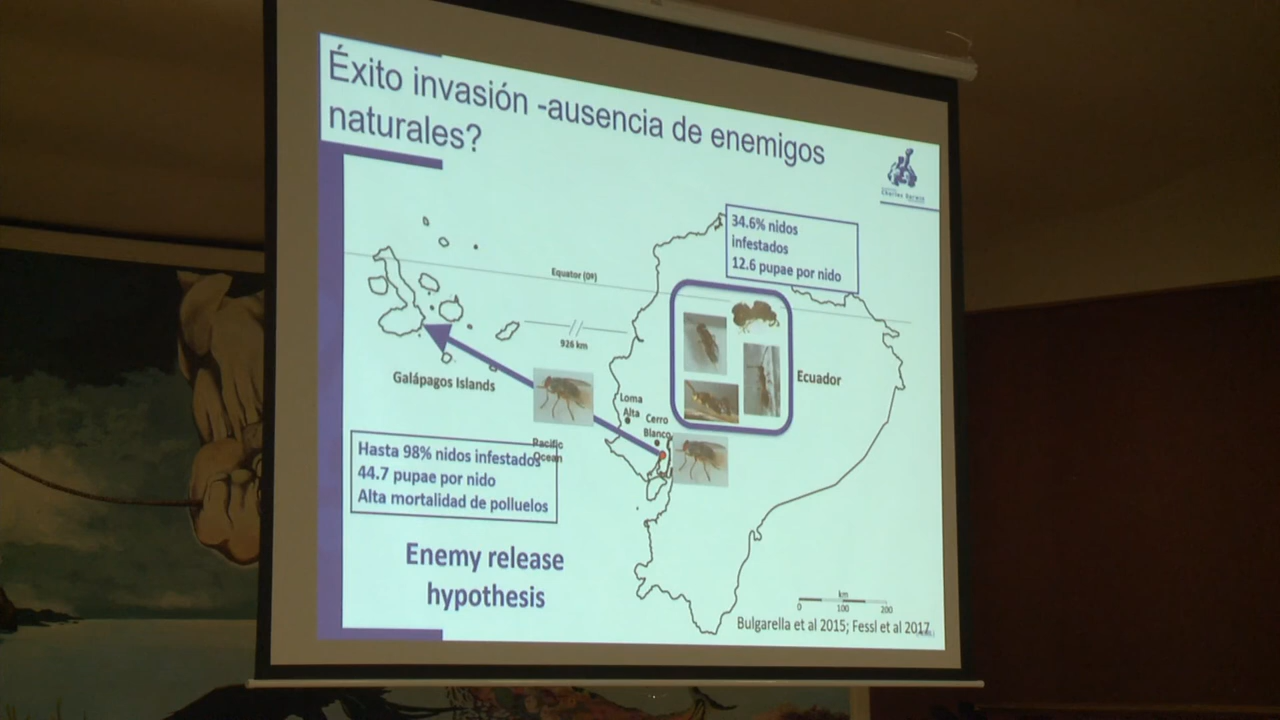 Éxito invasión -ausencia de enemigos
naturales?
Charles Darwin
34.6% nidos
infestados
12.6 pupae por nido
Equator (0º)
926 km
Galápagos Islands
Ecuador
Loma
Alta
Cerro
Blanco
Pacific
Ocean
Hasta 98% nidos infestados
44.7 pupae por nido
Alta mortalidad de polluelos
Enemy release
hypothesis
km
0 100 200
Bulgarella et al 2015; Fessl et al 2017